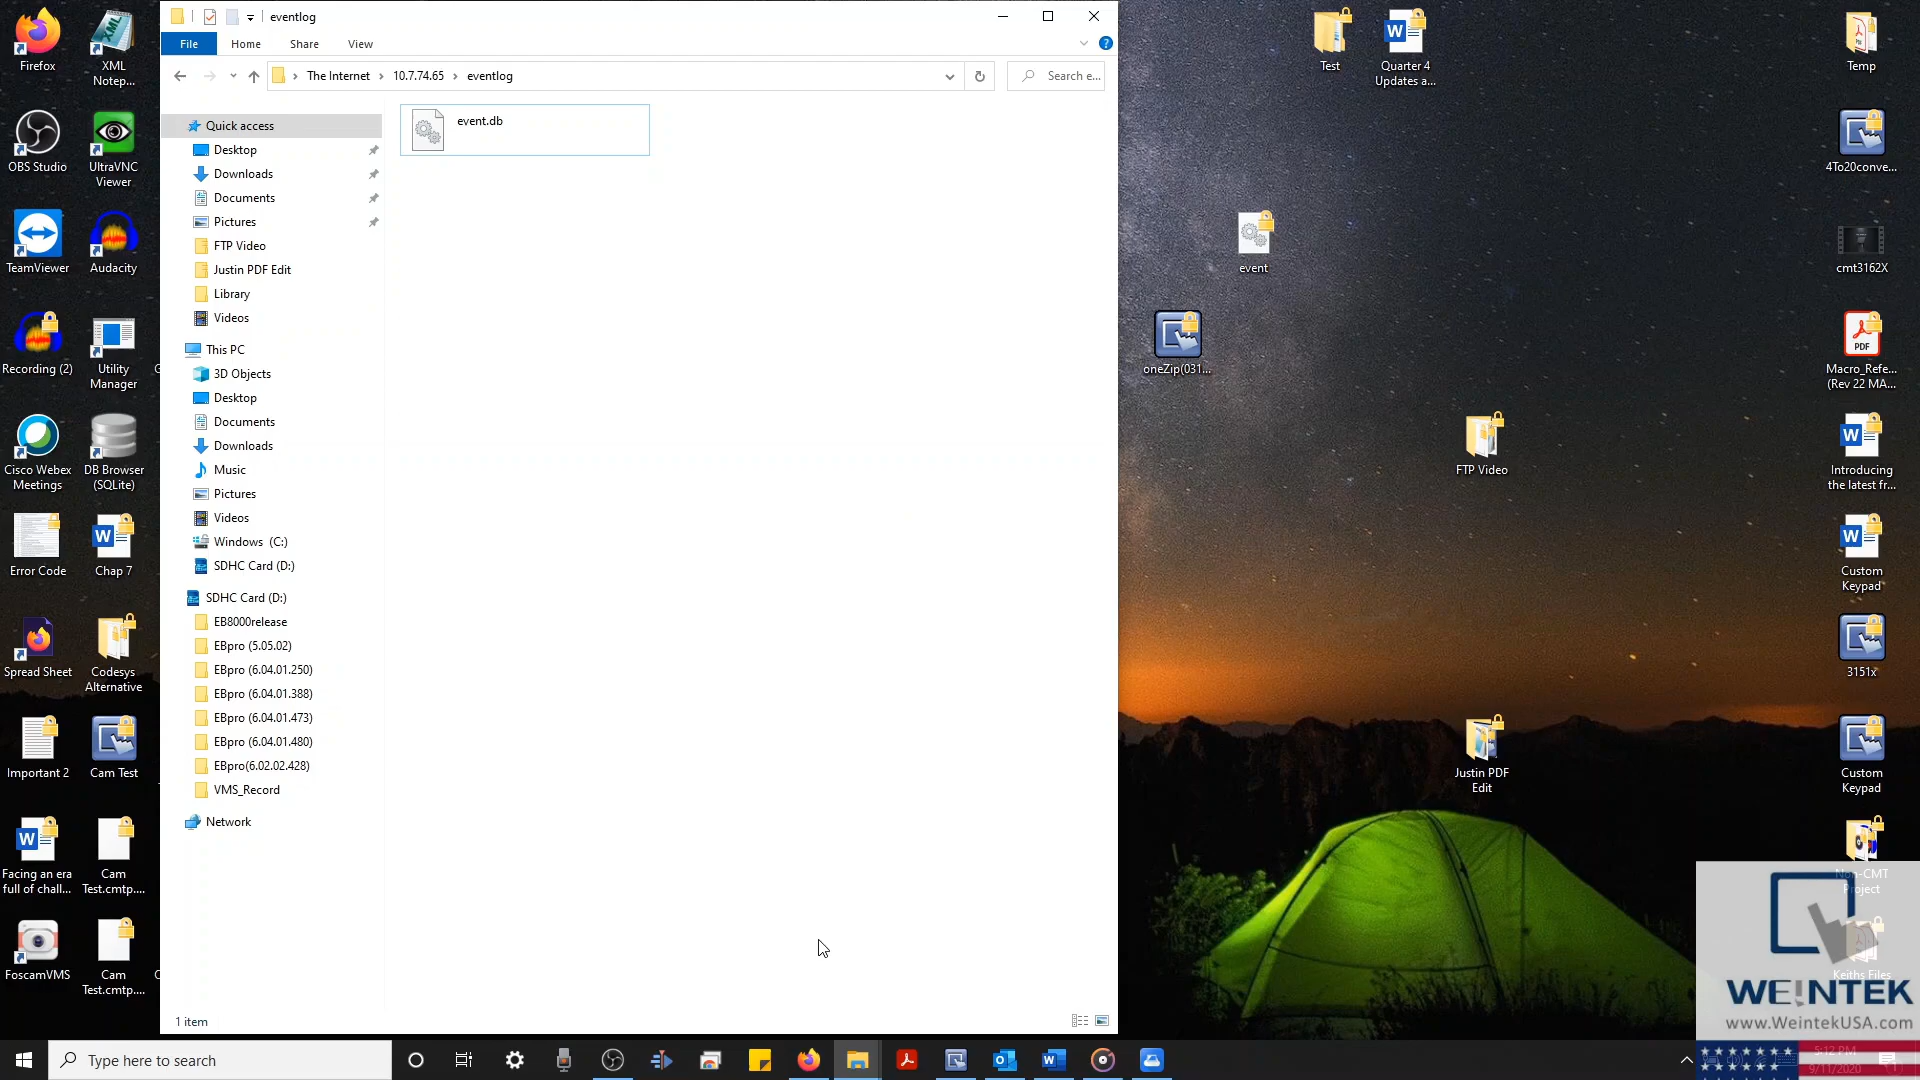 eventlog
File
Home
Share
View
The Internet
10.7.74.65
eventlog
Search e...
event.db
Quick access
Desktop
Downloads
Documents
Pictures
FTP Video
Justin PDF Edit
Library
Videos
This PC
3D Objects
Desktop
Documents
Downloads
Music
Pictures
Videos
Windows (C:)
SDHC Card (D:)
SDHC Card (D:)
EB8000release
EBpro (5.05.02)
EBpro (6.04.01.250)
EBpro (6.04.01.388)
EBpro (6.04.01.473)
EBpro (6.04.01.480)
EBpro(6.02.02.428)
VMS_Record
Network
1 item
Firefox
XML
Notep...
OBS Studio
UltraVNC
Viewer
TeamViewer
Audacity
Recording (2)
Utility
Manager
Cisco Webex
Meetings
DB Browser
(SQLite)
Error Code
Chap 7
Spread Sheet
Codesys
Alternative
Important 2
Cam Test
Facing an era
full of chall...
Cam
Test.cmtp....
FoscamVMS
Cam
Test.cmtp....
Test
Quarter 4
Updates a...
Temp
4To20conve...
event
cmt3162X
oneZip(031...
PDF
Macro_Refe...
(Rev 22 MA...
FTP Video
Introducing
the latest fr...
Custom
Keypad
3151x
Justin PDF
Edit
Custom
Keypad
Non-CMT
Project
Keiths Files
WEINTEK
www.WeintekUSA.com
Type here to search
5:12 PM
9/11/2020